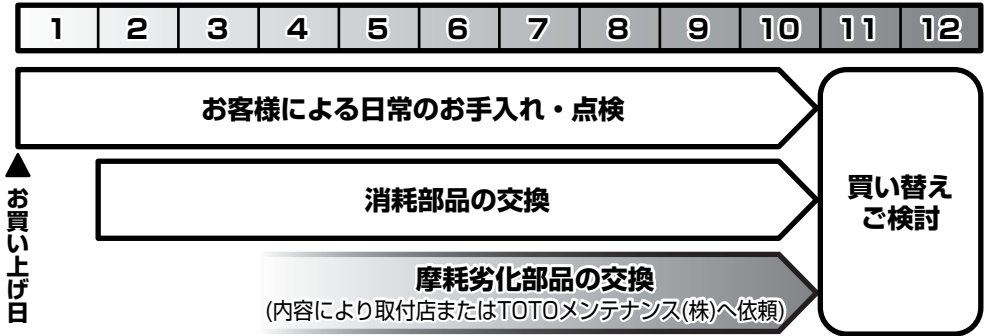 1 2 3 4 5 6 7 8 9 10 11 12
お客様による日常のお手入れ・点検
▲お買い上げ日
消耗部品の交換
摩耗劣化部品の交換
(内容により取付店またはTOTOメンテナンス(株)へ依頼)
買い替え
ご検討